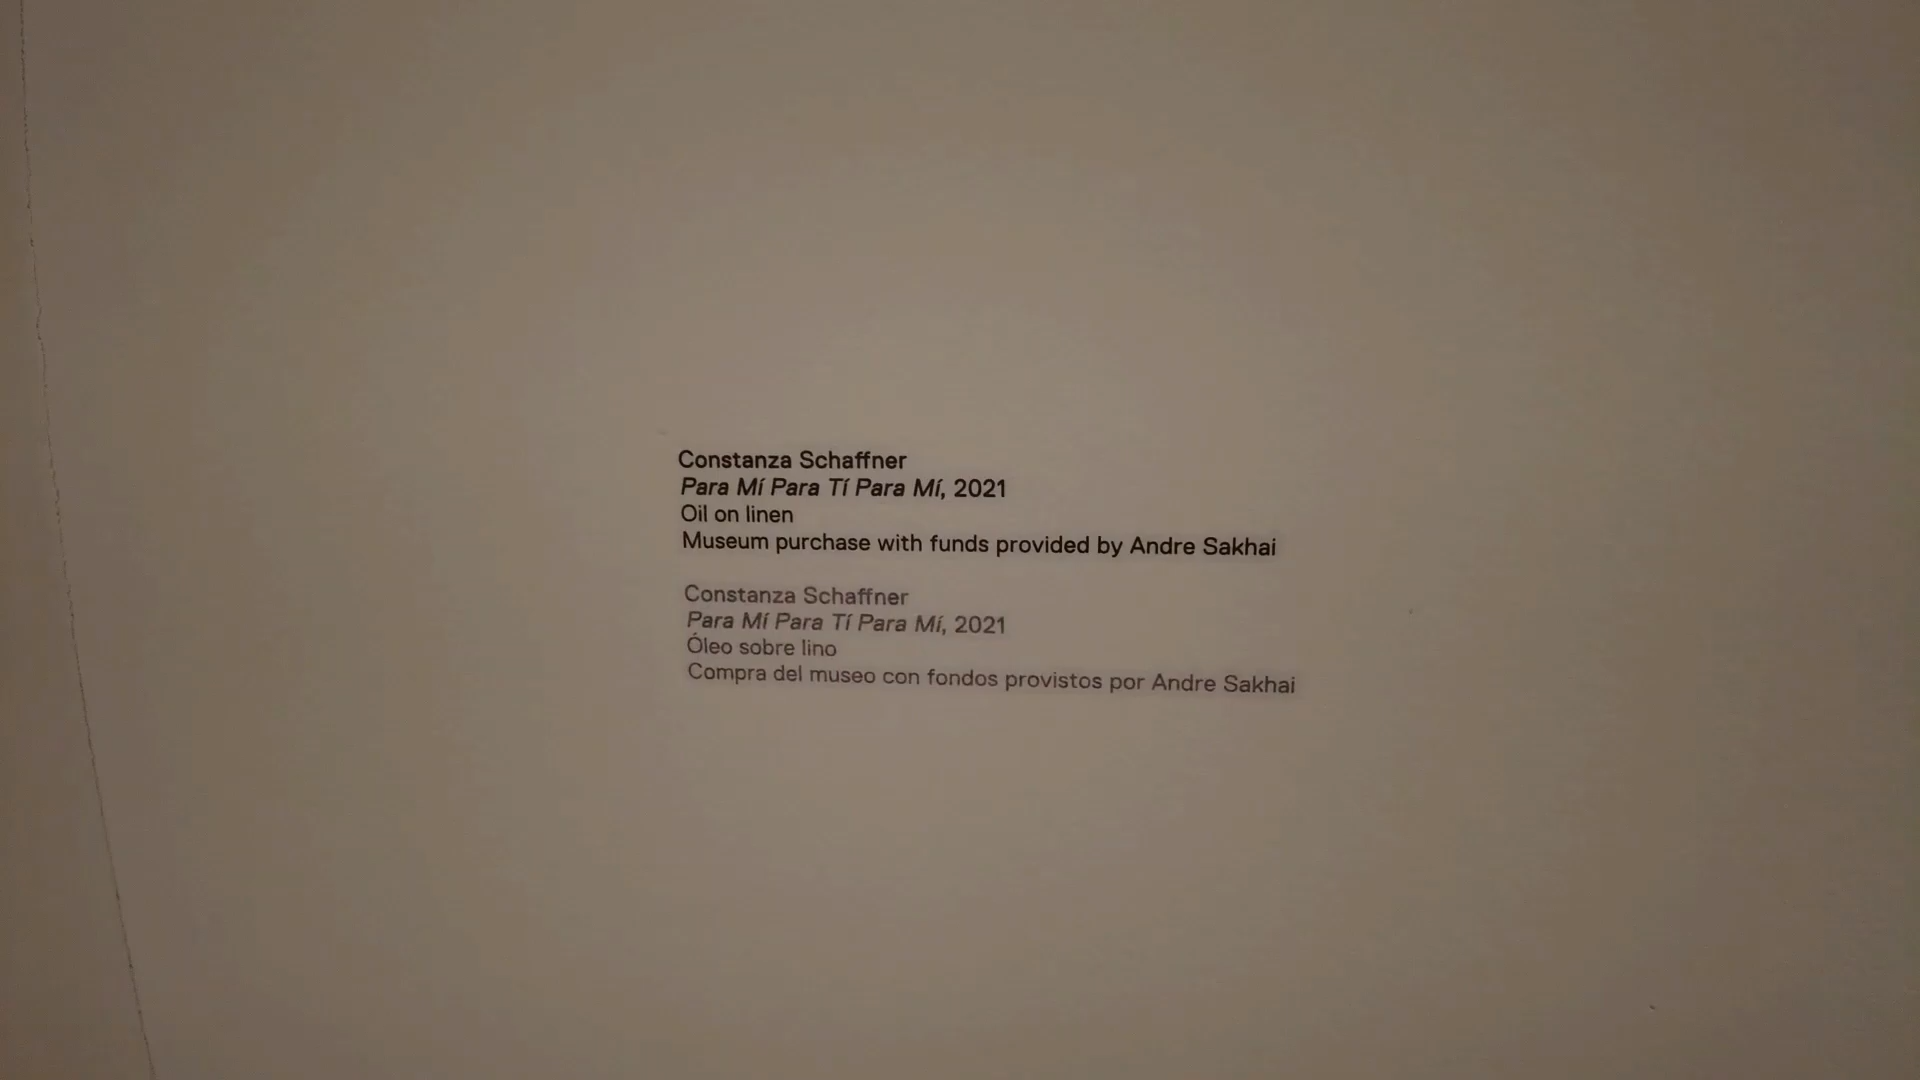 Constanza Schaffner
Para Mí Para Tí Para Mí, 2021
Oil on linen
Museum purchase with funds provided by Andre Sakhai
Constanza Schaffner
Para Mí Para Tí Para Mí, 2021
Óleo sobre lino
Compra del museo con fondos provistos por Andre Sakhai